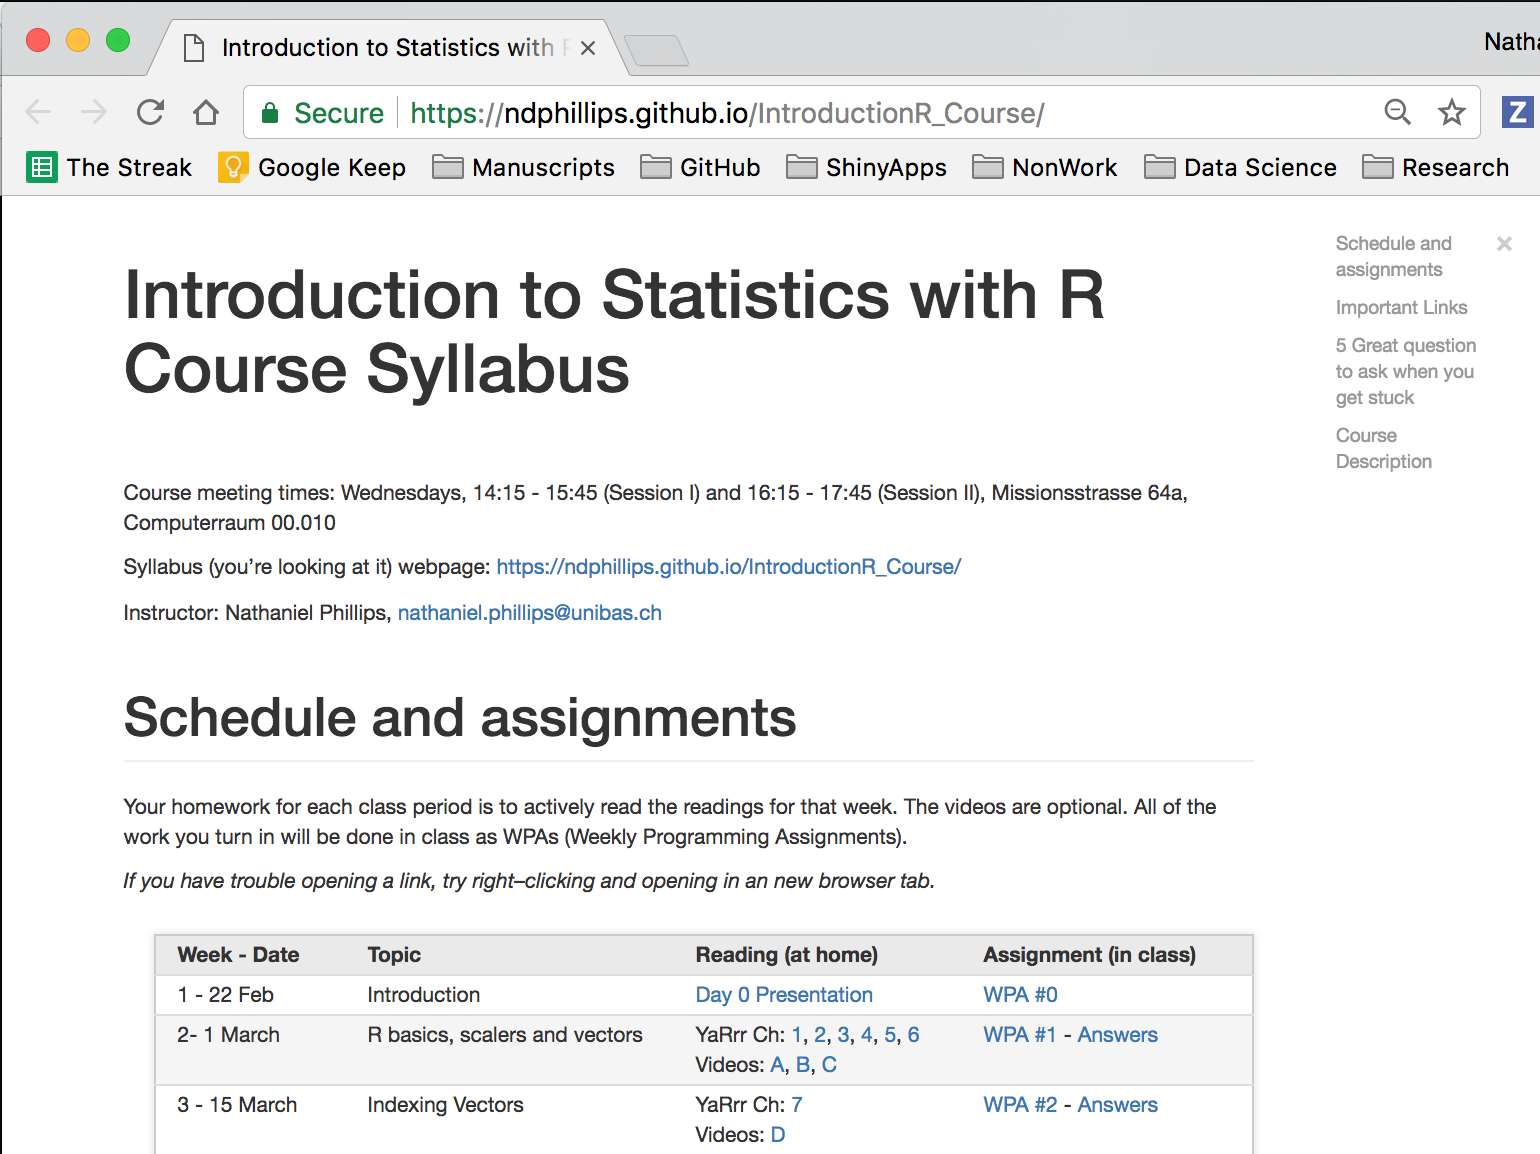 Introduction to Statistics with
Secure https://ndphillips.github.io/IntroductionR_Course/ Z
The Streak Google Keep Manuscripts GitHub ShinyApps NonWork Data Science Research
Introduction to Statistics with R
Course Syllabus
Course meeting times: Wednesdays, 14:15 - 15:45 (Session I) and 16:15 - 17:45 (Session II), Missionsstrasse 64a,
Computerraum 00.010
Syllabus (you’re looking at it) webpage: https://ndphillips.github.io/IntroductionR_Course/
Instructor: Nathaniel Phillips, nathaniel.phillips@unibas.ch
Schedule and
assignments
Important Links
5 Great question
to ask when you
get stuck
Course
Description
Schedule and assignments
Your homework for each class period is to actively read the readings for that week. The videos are optional. All of the
work you turn in will be done in class as WPAs (Weekly Programming Assignments).
If you have trouble opening a link, try right–clicking and opening in an new browser tab.
Week - Date Topic Reading (at home) Assignment (in class)
1 - 22 Feb Introduction Day 0 Presentation WPA #0
2- 1 March R basics, scalers and vectors YaRrr Ch: 1, 2, 3, 4, 5, 6 WPA #1 - Answers
Videos: A, B, C
3 - 15 March Indexing Vectors YaRrr Ch: 7 WPA #2 - Answers
Videos: D